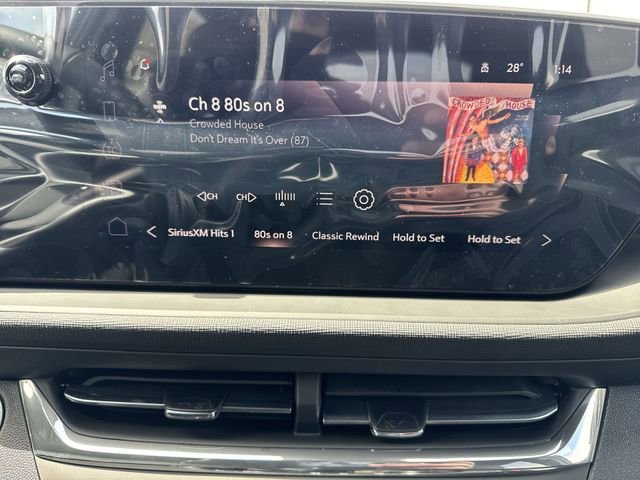 28° 1:14
Ch 8 80s on 8
Crowded House -
Don't Dream It's Over (87)
CROWDED HOUSE
CH CH
SiriusXM Hits 1 80s on 8 Classic Rewind Hold to Set Hold to Set